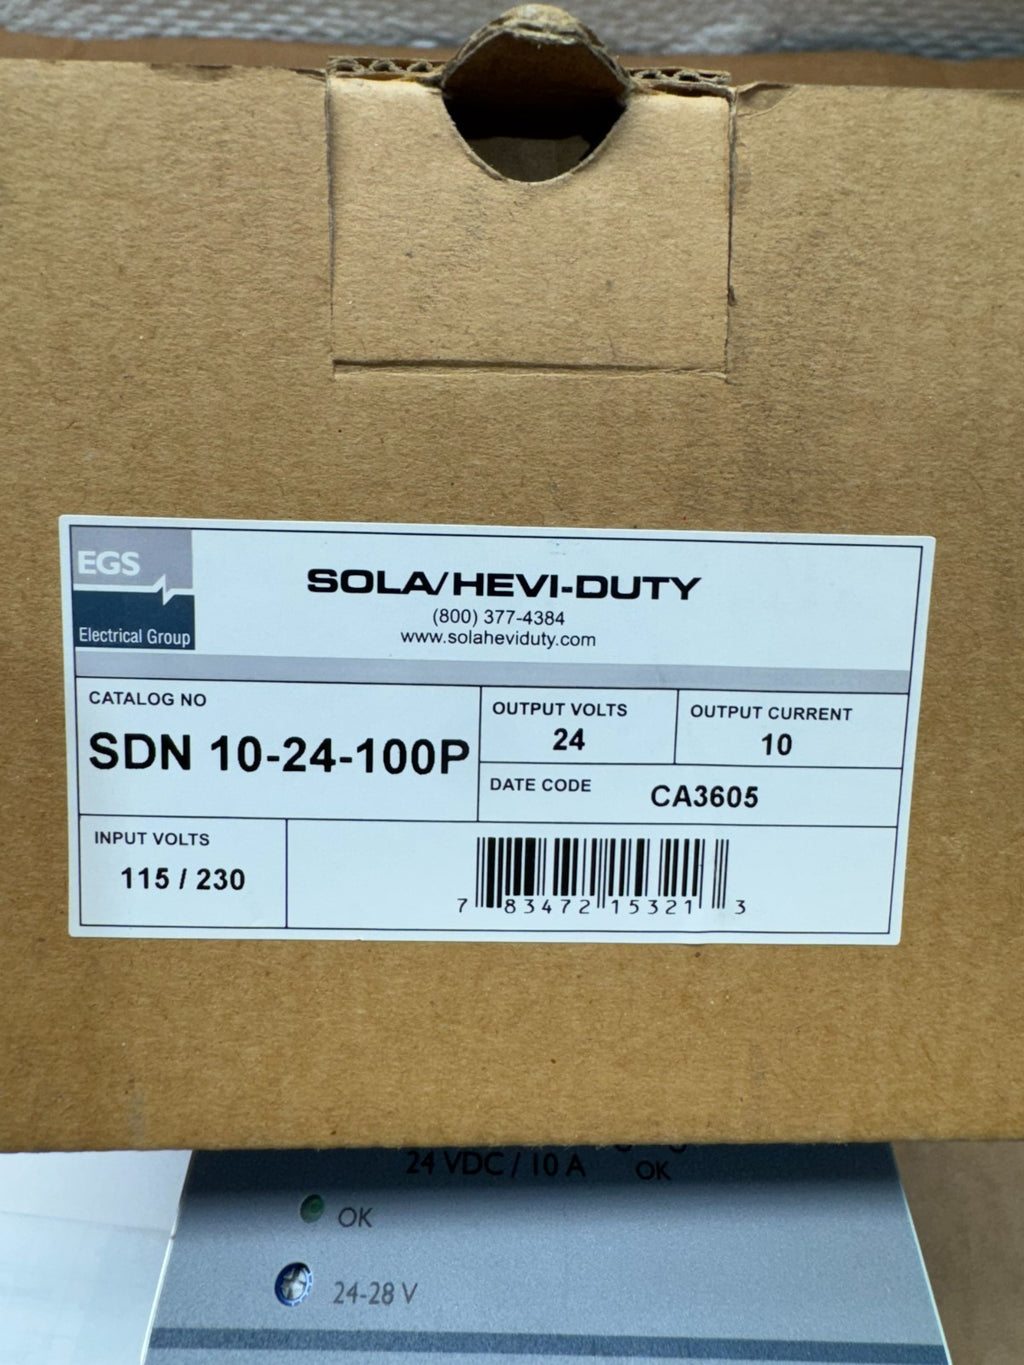 EGS
Electrical Group
SOLA/HEVI-DUTY
(800) 377-4384
www.solaheviduty.com
CATALOG NO
SDN 10-24-100P
OUTPUT VOLTS
24
OUTPUT CURRENT
10
DATE CODE
CA3605
INPUT VOLTS
115 / 230
7 83472 15321 3
24 VDC / 10 A
OK
OK
24-28 V